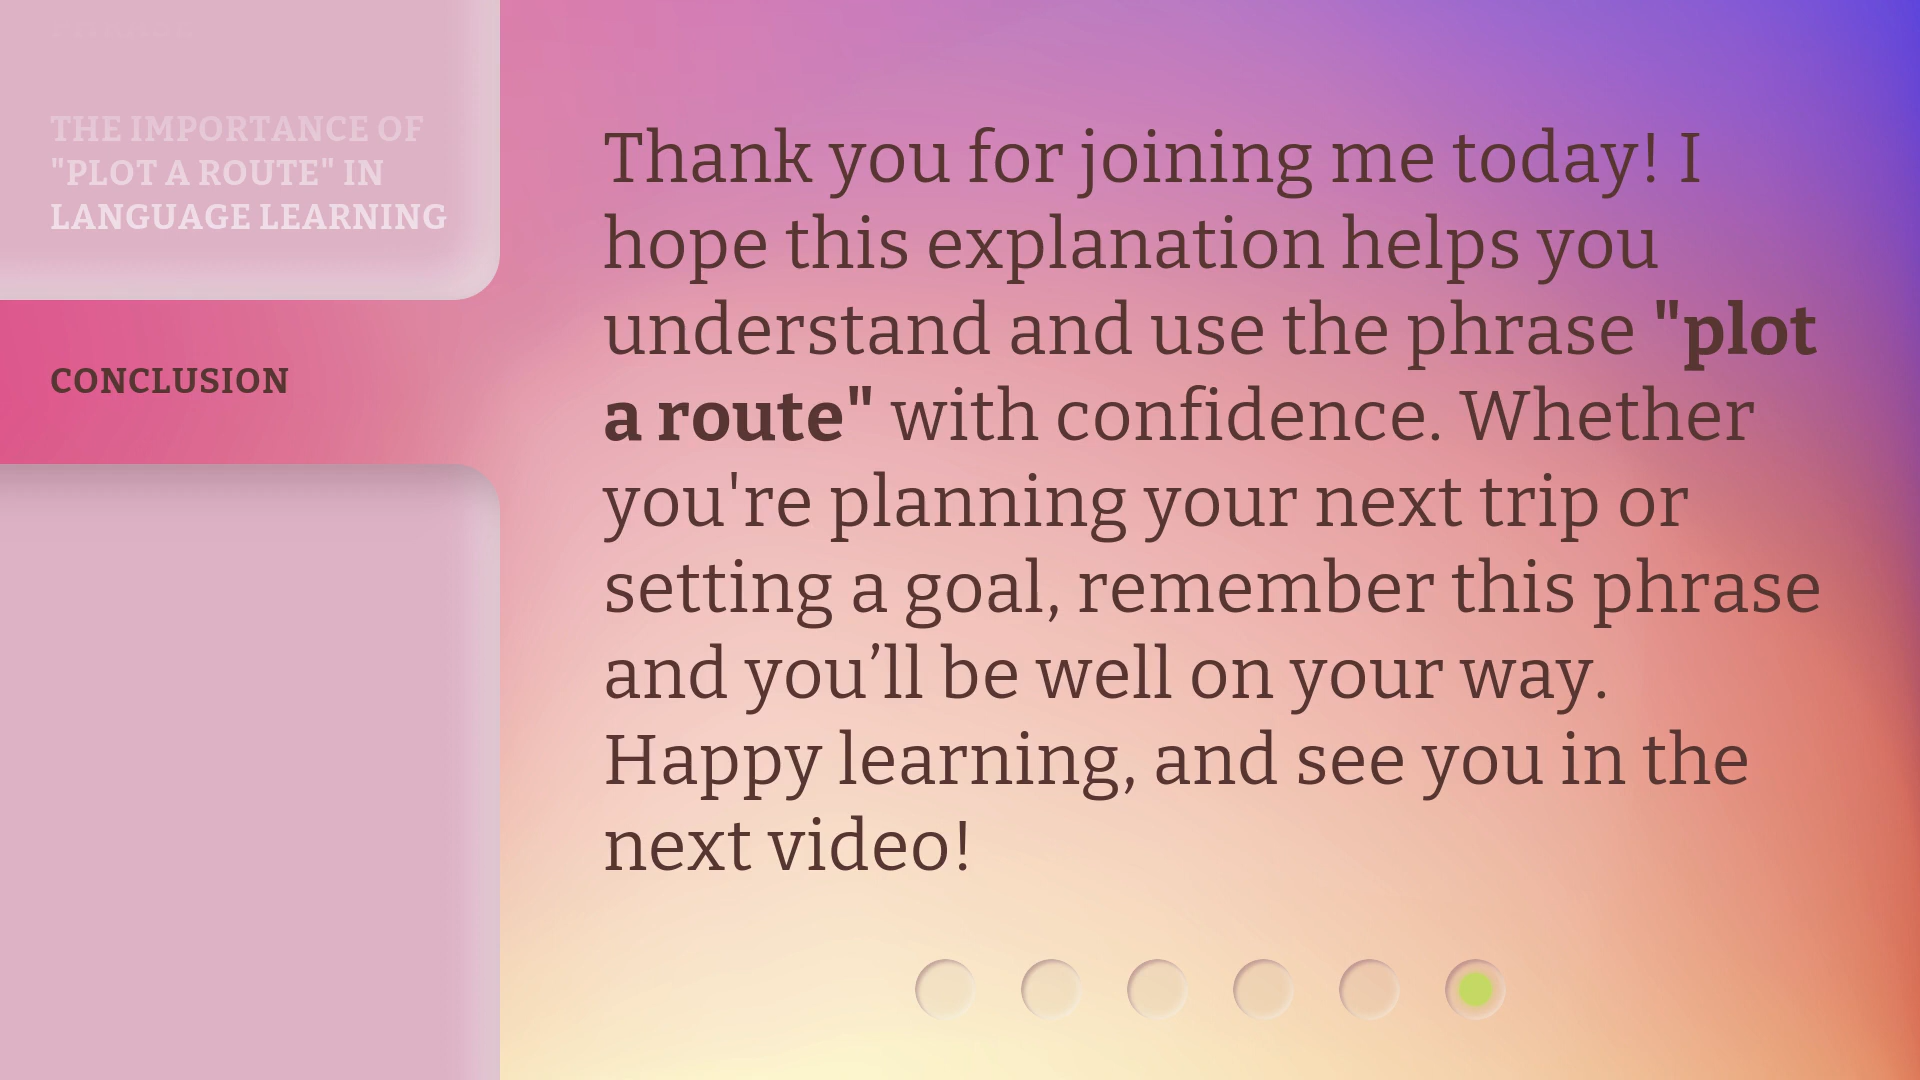 THE IMPORTANCE OF
"PLOT A ROUTE" IN
LANGUAGE LEARNING
CONCLUSION
Thank you for joining me today! I
hope this explanation helps you
understand and use the phrase "plot
a route" with confidence. Whether
you're planning your next trip or
setting a goal, remember this phrase
and you’ll be well on your way.
Happy learning, and see you in the
next video!